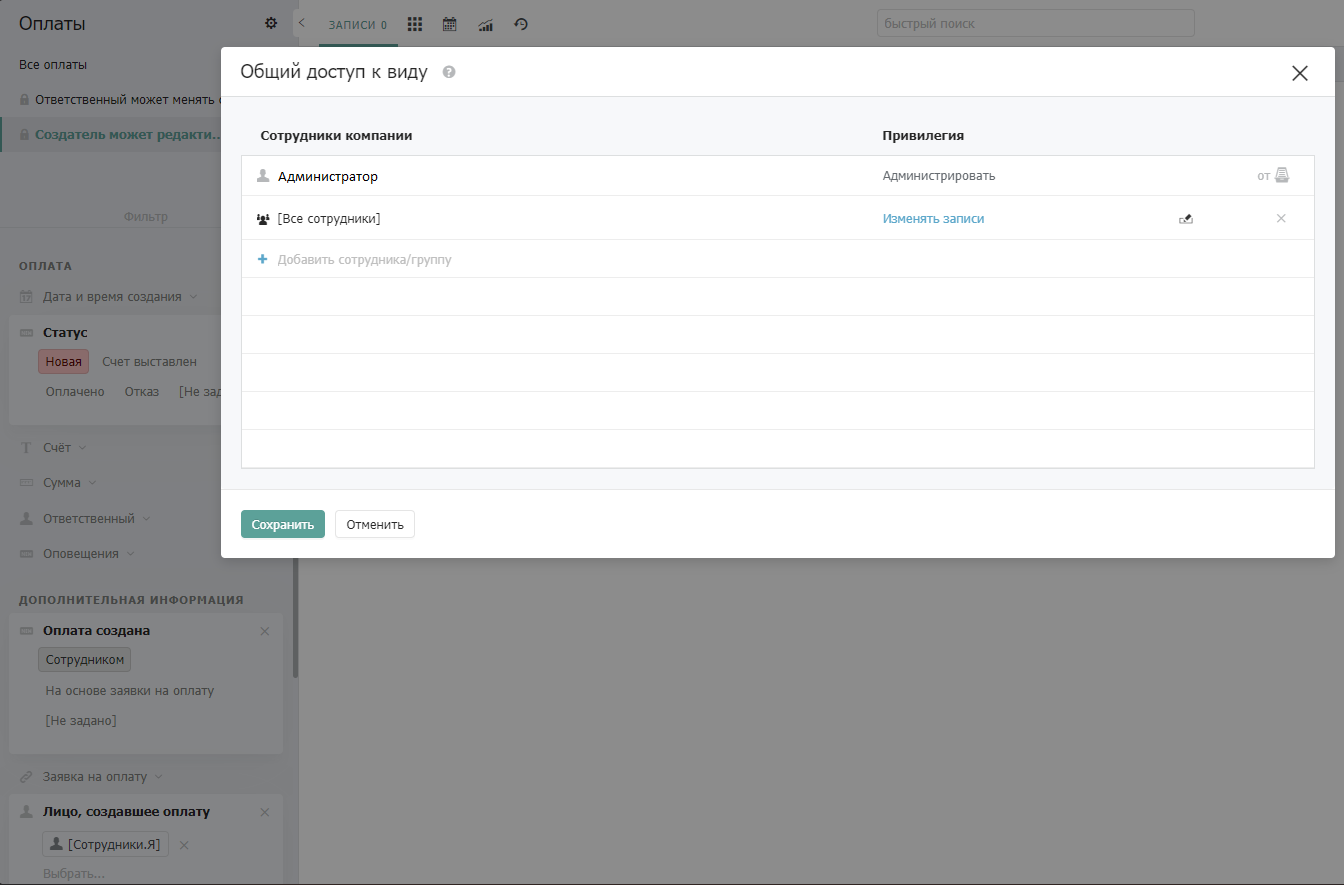 Оплаты
ЗАПИСИ 0
быстрый поиск
Все оплаты
Ответственный может менять
Создатель может редакти...
Фильтр
ОПЛАТА
Дата и время создания
Статус
Новая Счет выставлен
Оплачено Отказ [Не зад
Счёт
Сумма
Ответственный
Оповещения
ДОПОЛНИТЕЛЬНАЯ ИНФОРМАЦИЯ
Оплата создана
Сотрудником
На основе заявки на оплату
[Не задано]
Заявка на оплату
Лицо, создавшее оплату
[Сотрудники.Я]
Выбрать...
Общий доступ к виду ?
Сотрудники компании Привилегия
Администратор Администрировать от
[Все сотрудники] Изменять записи
+ Добавить сотрудника/группу
Сохранить Отменить